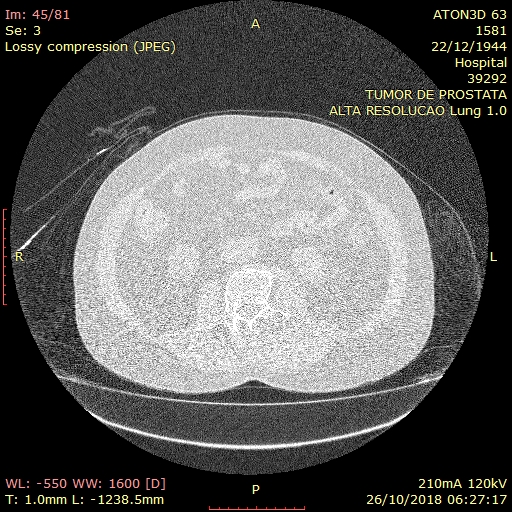 Im: 45/81
Se: 3
Lossy compression (JPEG)
A
ATON3D 63
1581
22/12/1944
Hospital
39292
TUMOR DE PROSTATA
ALTA RESOLUCAO Lung 1.0
R
L
WL: -550 WW: 1600 [D]
T: 1.0mm L: -1238.5mm
P
210mA 120kV
26/10/2018 06:27:17